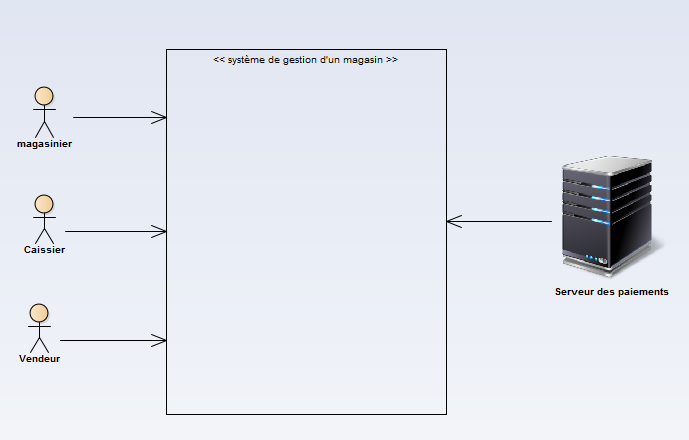 << système de gestion d'un magasin >>
magasinier
Caissier
Vendeur
Serveur des paiements